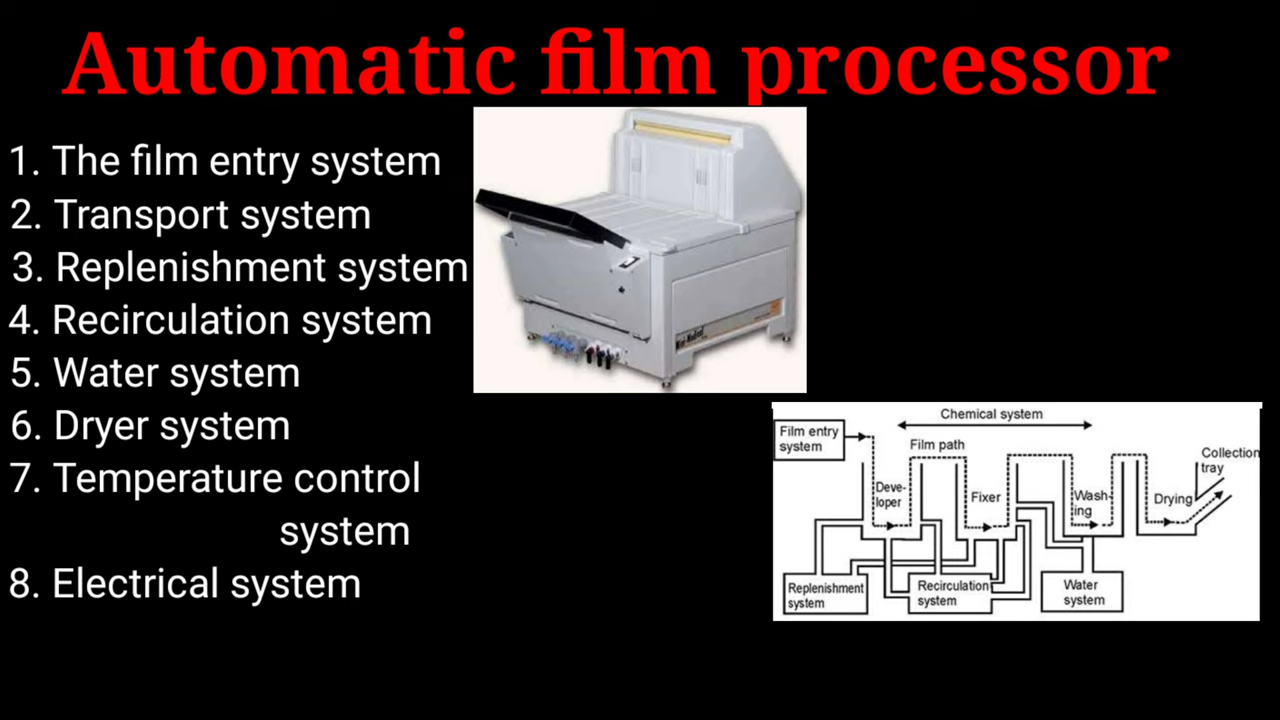 Automatic film processor
1. The film entry system
2. Transport system
3. Replenishment system
4. Recirculation system
5. Water system
6. Dryer system
7. Temperature control
system
8. Electrical system
Chemical system
Film entry
system
Film path
Collection
tray
Deve-
loper
Fixer
Wash-
ing
Drying
Replenishment
system
Recirculation
system
Water
system